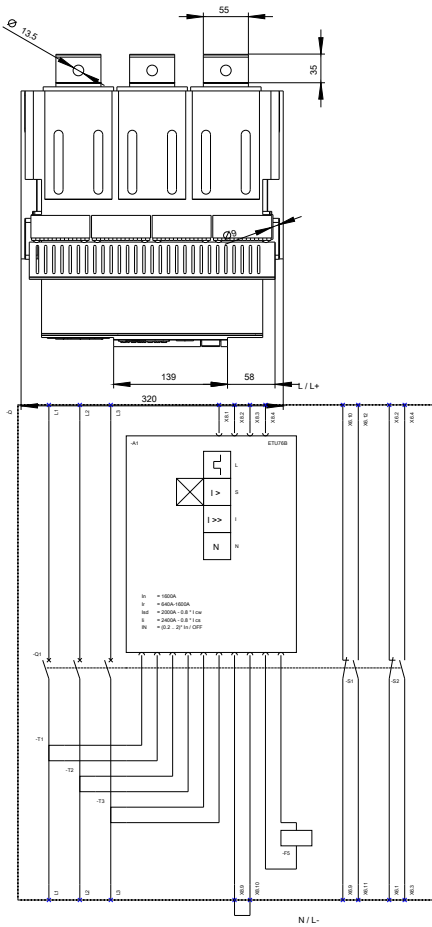 55
Ø 13.5
35
Ø9
139
58
L / L+
320
-Q
L1
L2
L3
X8.1
X8.2
X8.3
X8.4
X6.10
X6.12
X6.2
X6.4
-A1
ETU76B
L
I >
S
I >>
I
N
N
In = 1600A
Ir = 640A-1600A
Isd = 2000A - 0.8 * I cw
Ii = 2400A - 0.8 * I cs
IN = (0.2 .. 2)* In / OFF
-Q1
-S1
-S2
-T1
-T2
-T3
-F5
L1
L2
L3
X8.9
X8.10
X6.9
X6.11
X6.1
X6.3
N / L-